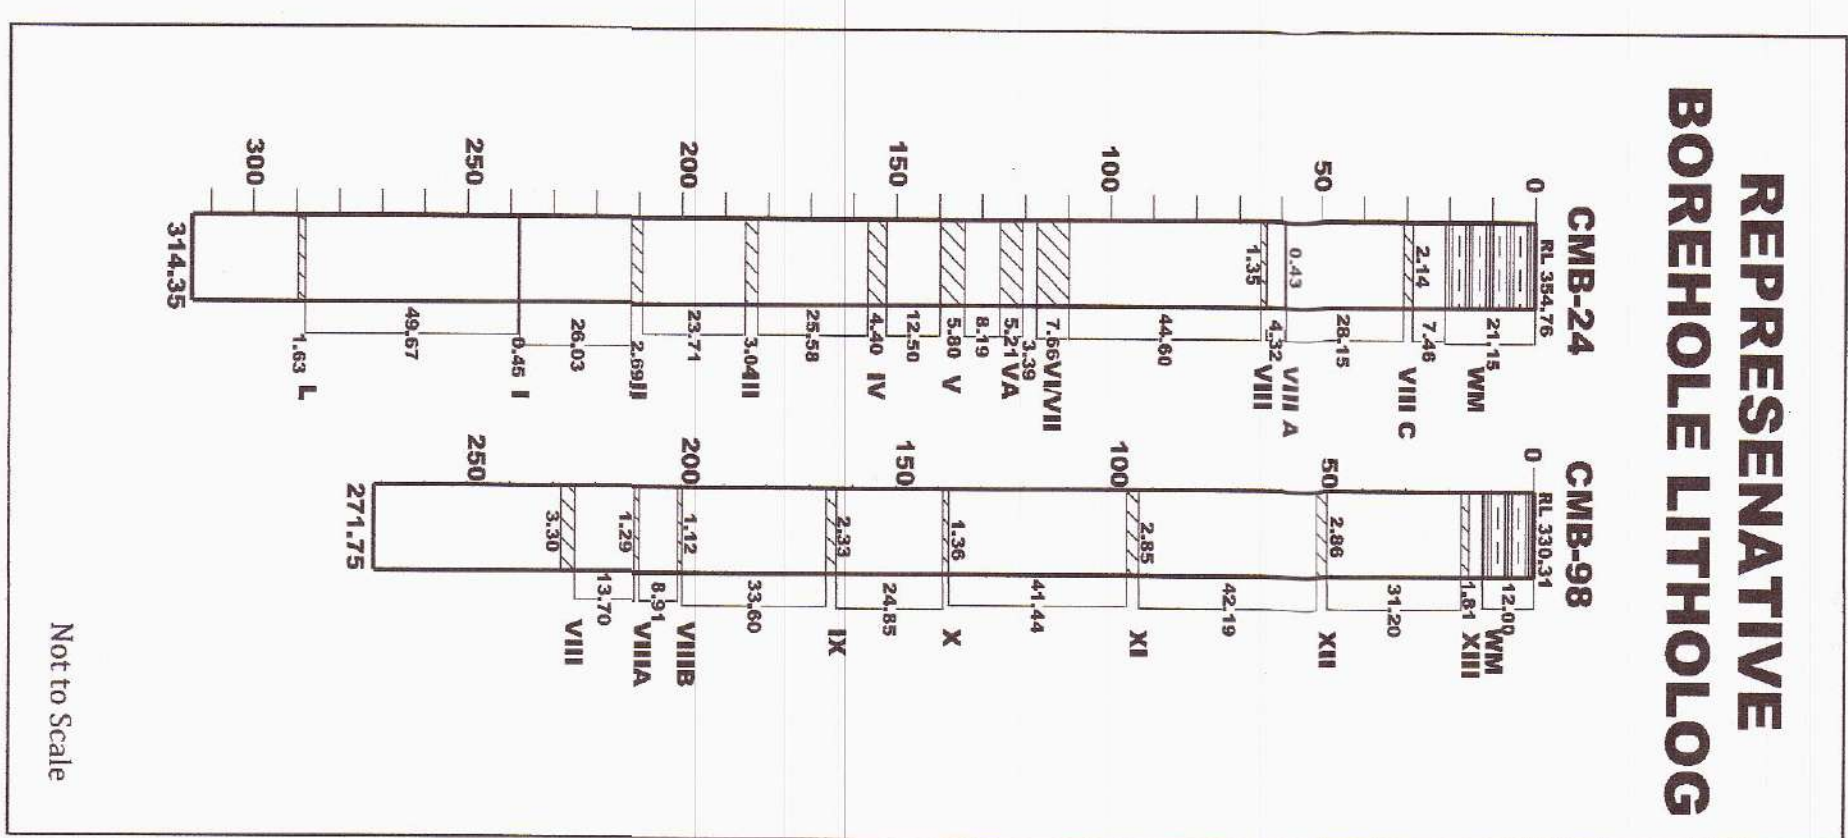 REPRESENATIVE
BOREHOLE LITHOLOG
CMB-24
RL 354.76
0
50
100
150
200
250
300
21.15 WM
7.46
2.14 VIII C
28.15
0.43 VIII A
4.32
1.35 VIII
44.60
7.66 VI/VII
3.39
5.21 VA
8.19
5.80 V
12.50
4.40 IV
25.58
3.04 III
23.71
2.69 II
26.03
0.45 I
49.67
1.63 L
314.35
CMB-98
RL 330.31
0
50
100
150
200
250
12.00 WM
1.81 XIII
31.20
2.86 XII
42.19
2.85 XI
41.44
1.36 X
24.85
2.33 IX
33.60
1.12 VIIIB
8.91
1.29 VIIIA
13.70
3.30 VIII
271.75
Not to Scale